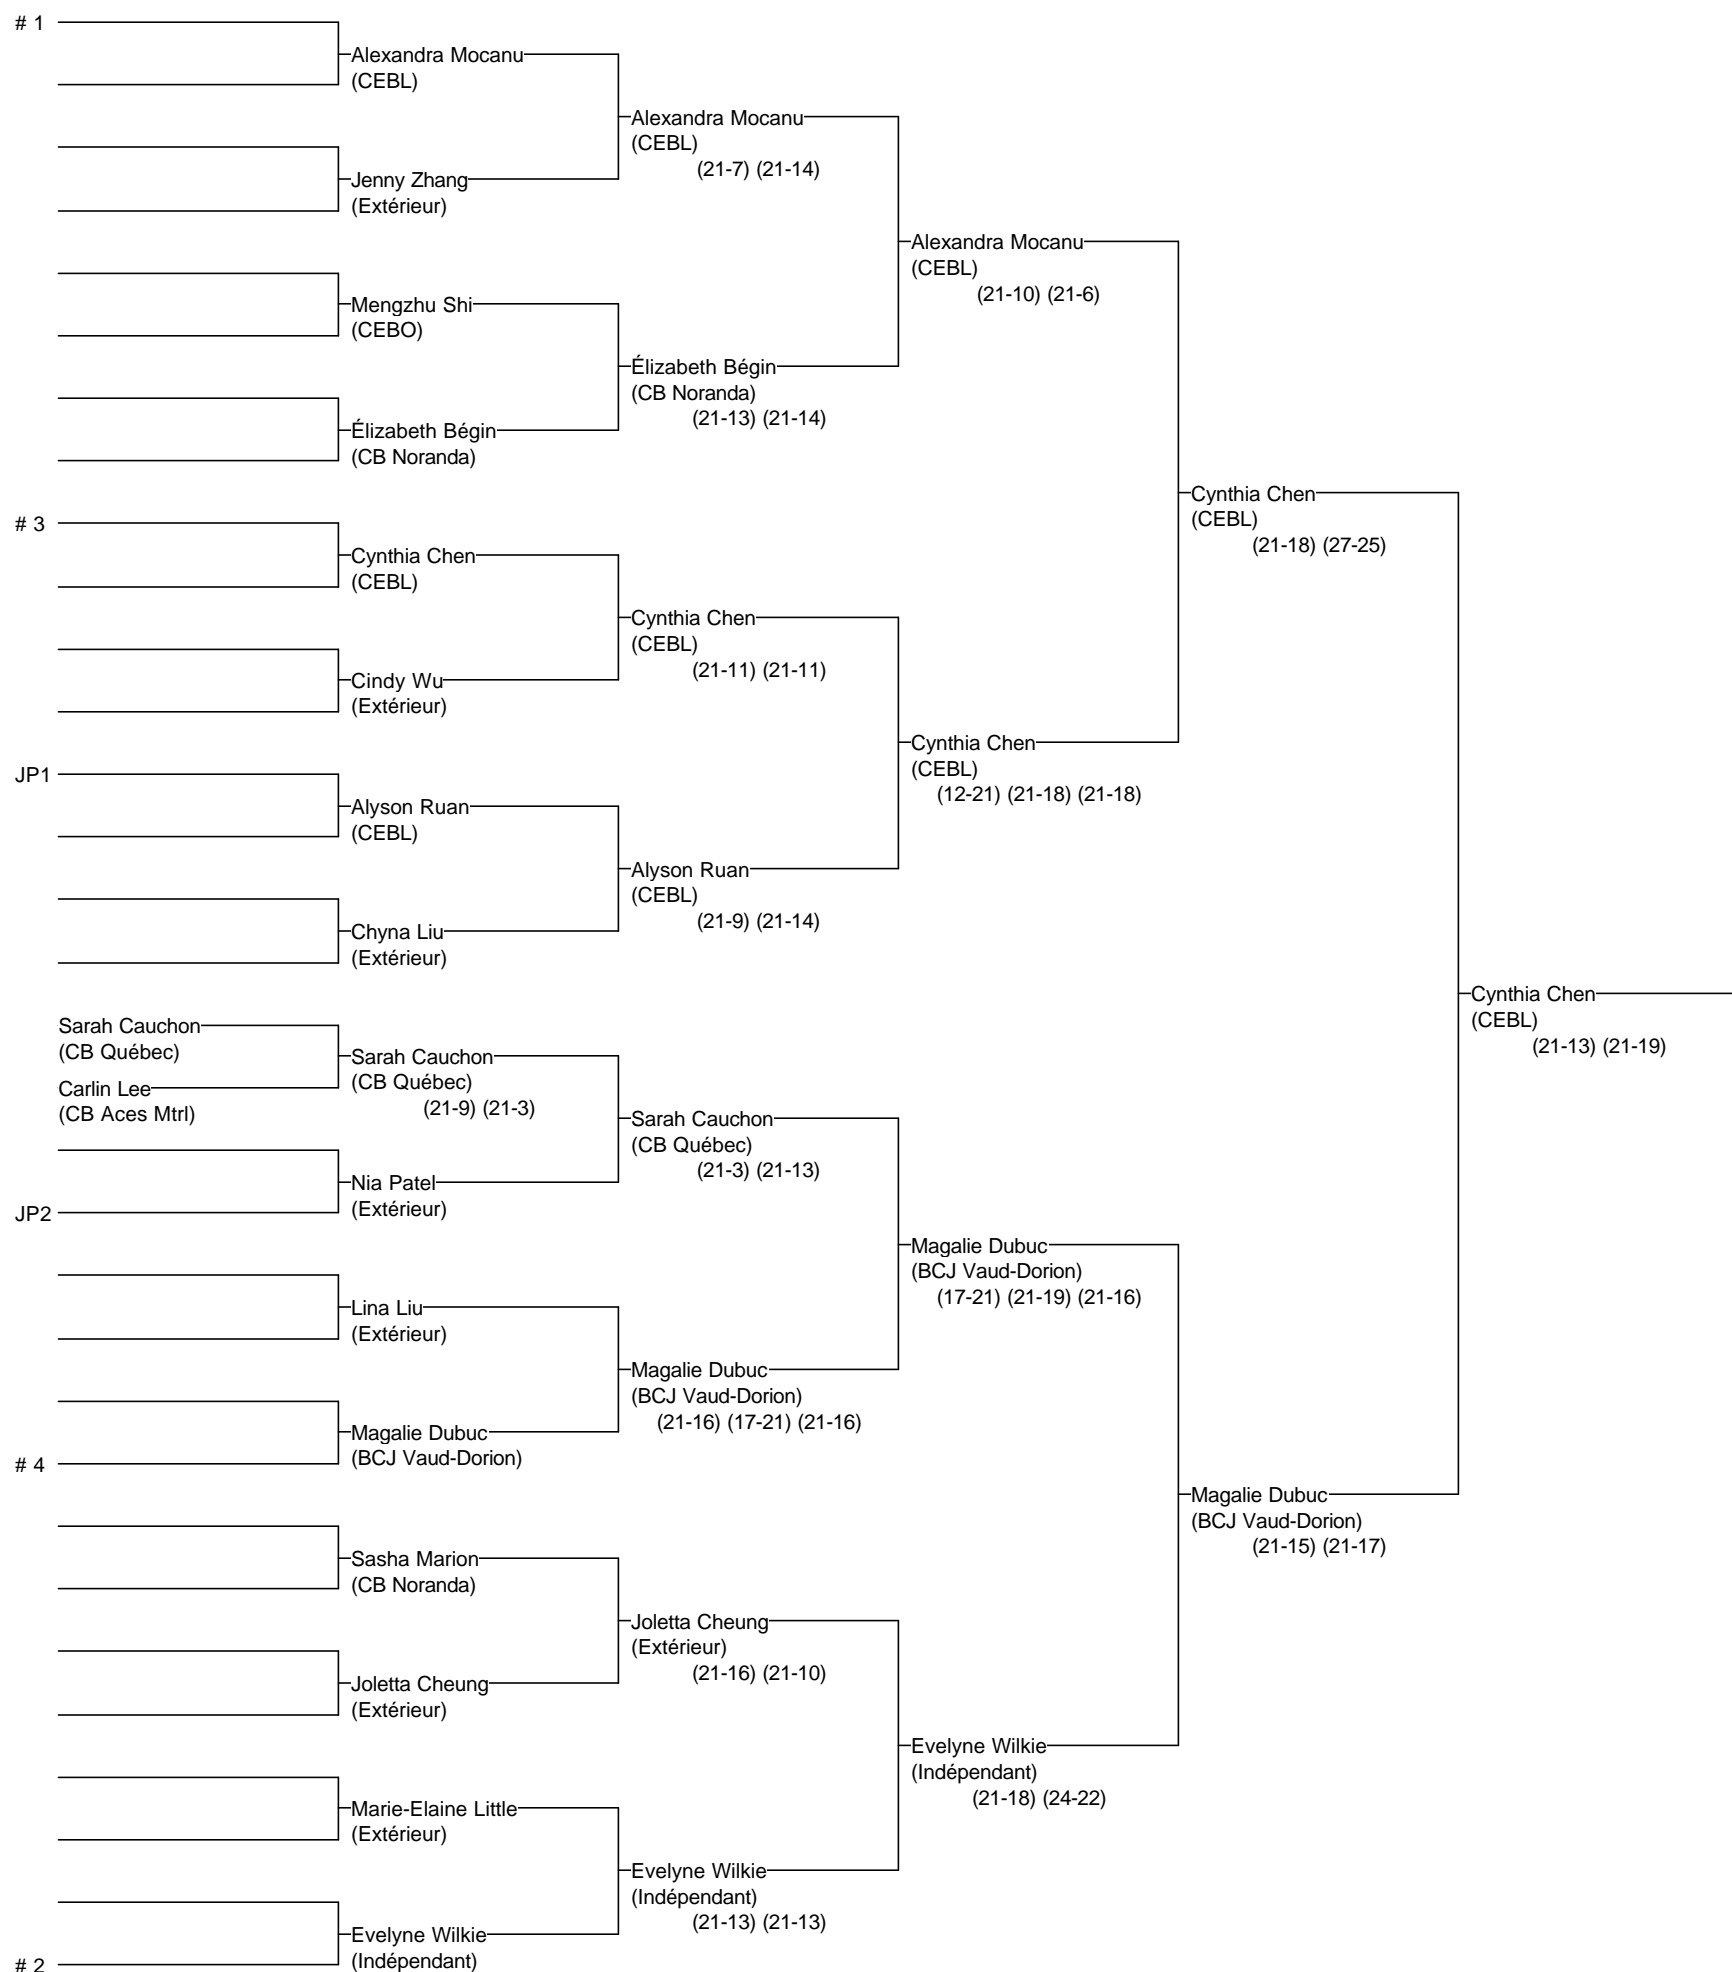 # 1
Alexandra Mocanu
(CEBL)
Alexandra Mocanu
(CEBL)
(21-7) (21-14)
Jenny Zhang
(Extérieur)
Alexandra Mocanu
(CEBL)
(21-10) (21-6)
Mengzhu Shi
(CEBO)
Élizabeth Bégin
(CB Noranda)
(21-13) (21-14)
Élizabeth Bégin
(CB Noranda)
Cynthia Chen
(CEBL)
(21-18) (27-25)
# 3
Cynthia Chen
(CEBL)
Cynthia Chen
(CEBL)
(21-11) (21-11)
Cindy Wu
(Extérieur)
Cynthia Chen
(CEBL)
(12-21) (21-18) (21-18)
JP1
Alyson Ruan
(CEBL)
Alyson Ruan
(CEBL)
(21-9) (21-14)
Chyna Liu
(Extérieur)
Cynthia Chen
(CEBL)
(21-13) (21-19)
Sarah Cauchon
(CB Québec)
Carlin Lee
(CB Aces Mtrl)
Sarah Cauchon
(CB Québec)
(21-9) (21-3)
Sarah Cauchon
(CB Québec)
(21-3) (21-13)
Nia Patel
(Extérieur)
JP2
Magalie Dubuc
(BCJ Vaud-Dorion)
(17-21) (21-19) (21-16)
Lina Liu
(Extérieur)
Magalie Dubuc
(BCJ Vaud-Dorion)
(21-16) (17-21) (21-16)
Magalie Dubuc
(BCJ Vaud-Dorion)
# 4
Magalie Dubuc
(BCJ Vaud-Dorion)
(21-15) (21-17)
Sasha Marion
(CB Noranda)
Joletta Cheung
(Extérieur)
(21-16) (21-10)
Joletta Cheung
(Extérieur)
Evelyne Wilkie
(Indépendant)
(21-18) (24-22)
Marie-Elaine Little
(Extérieur)
Evelyne Wilkie
(Indépendant)
(21-13) (21-13)
Evelyne Wilkie
(Indépendant)
# 2